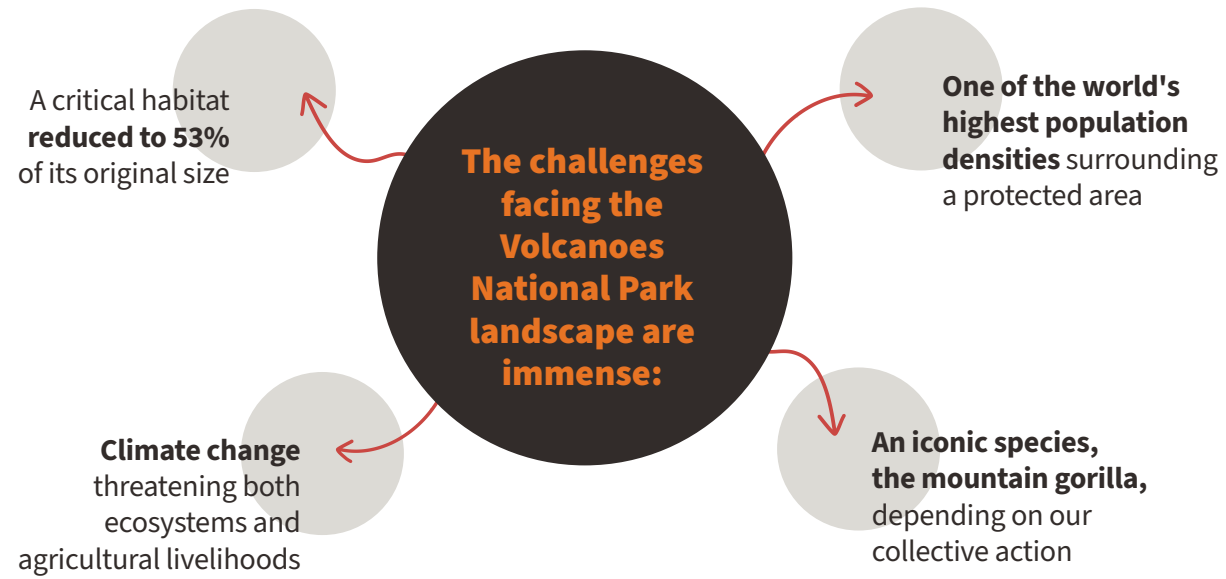 The challenges
facing the
Volcanoes
National Park
landscape are
immense:
A critical habitat
reduced to 53%
of its original size
One of the world's
highest population
densities surrounding
a protected area
Climate change
threatening both
ecosystems and
agricultural livelihoods
An iconic species,
the mountain gorilla,
depending on our
collective action